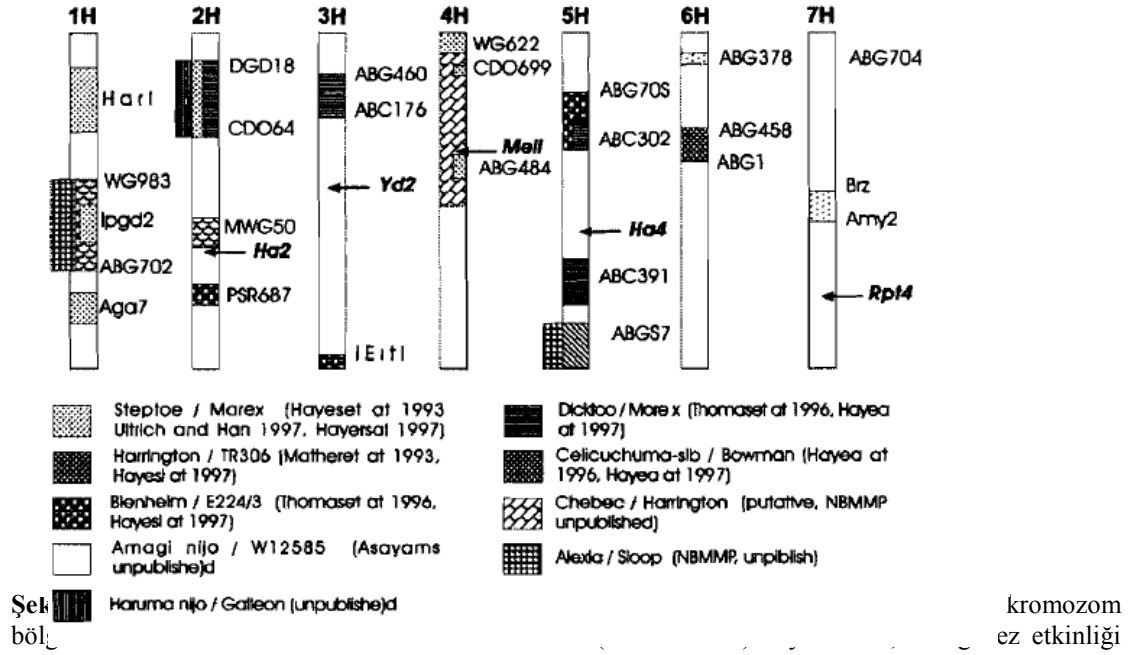 1H 2H 3H 4H 5H 6H 7H
Harl
WG983
Ipgd2
ABG702
Aga7
DGD18
CDO64
MWG50
Ha2
PSR687
ABG460
ABC176
Yd2
iEitl
WG622
CDO699
Mell
ABG484
ABG70S
ABC302
Ha4
ABC391
ABGS7
ABG378
ABG458
ABG1
ABG704
Brz
Amy2
Rpt4
Steptoe / Marex (Hayeset at 1993
Ultrich and Han 1997, Hayersal 1997)
Harrington / TR306 (Matheret at 1993,
Hayesi at 1997)
Blenheim / E224/3 (Thomaset at 1996,
Hayesi at 1997)
Amagi nijo / W12585 (Asayams
unpublishe)d
Haruma nijo / Galleon (unpublishe)d
Dicktoo / More x (Thomaset at 1996, Hayea
at 1997)
Celicuchuma-sib / Bowman (Hayea at
1996, Hayea at 1997)
Chebec / Harrington (putative, NBMMP
unpublished)
Alexia / Sloop (NBMMP, unpiblish)
Şek kromozom
böl ez etkinliği